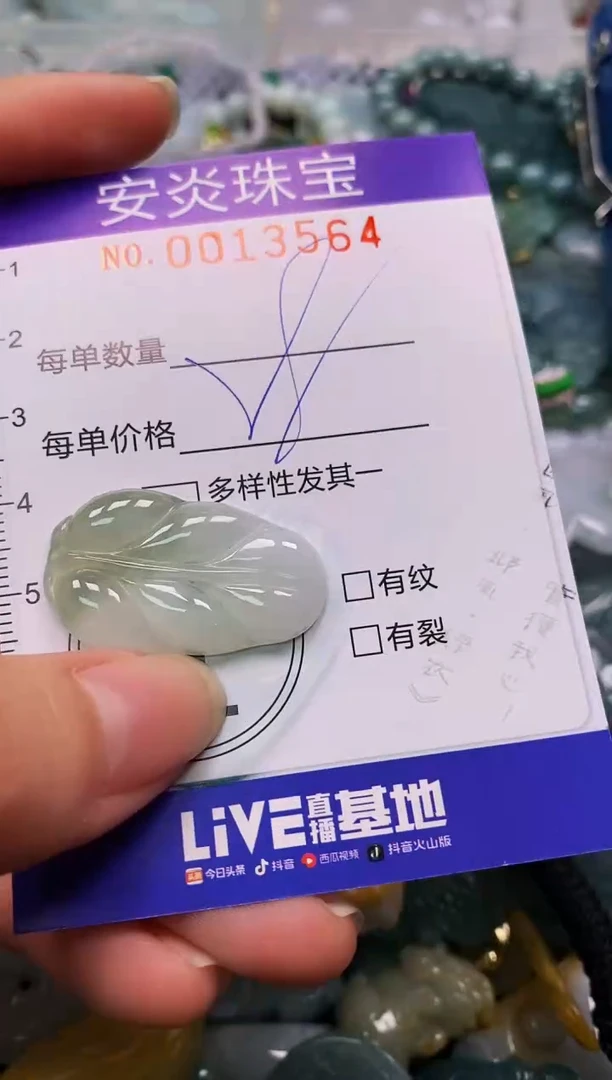 安炎珠宝
NO.0013564
1
2
每单数量
3
每单价格
4
多样性发其一
5
有纹
有裂
LiVE直播基地
今日头条 抖音 西瓜视频 抖音火山版